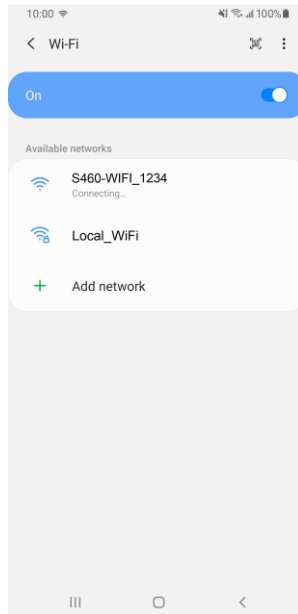 10:00 100%
Wi-Fi
On
Available networks
S460-WIFI_1234
Connecting...
Local_WiFi
Add network